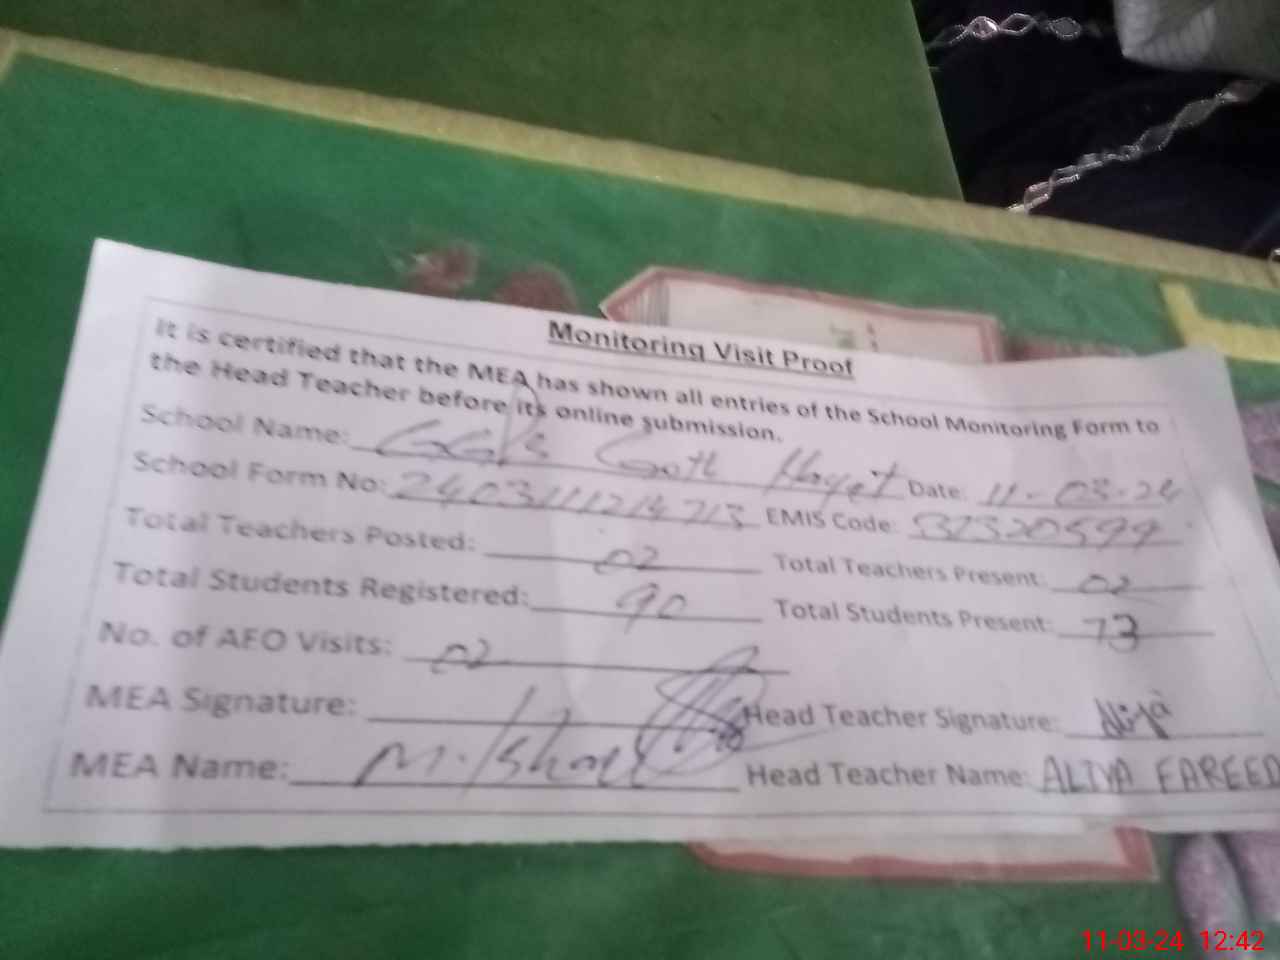 Monitoring Visit Proof
It is certified that the MEA has shown all entries of the School Monitoring Form to
the Head Teacher before its online submission.
School Name: GGPS Goth Hayat Date: 11-03-24
School Form No: 2403111214713 EMIS Code:
Total Teachers Posted: 02 Total Teachers Present: 02
Total Students Registered: 90 Total Students Present: 73
No. of AEO Visits: 02
MEA Signature: Head Teacher Signature: Aliya
MEA Name: M. Head Teacher Name: ALIYA FAREED
11-03-24 12:42